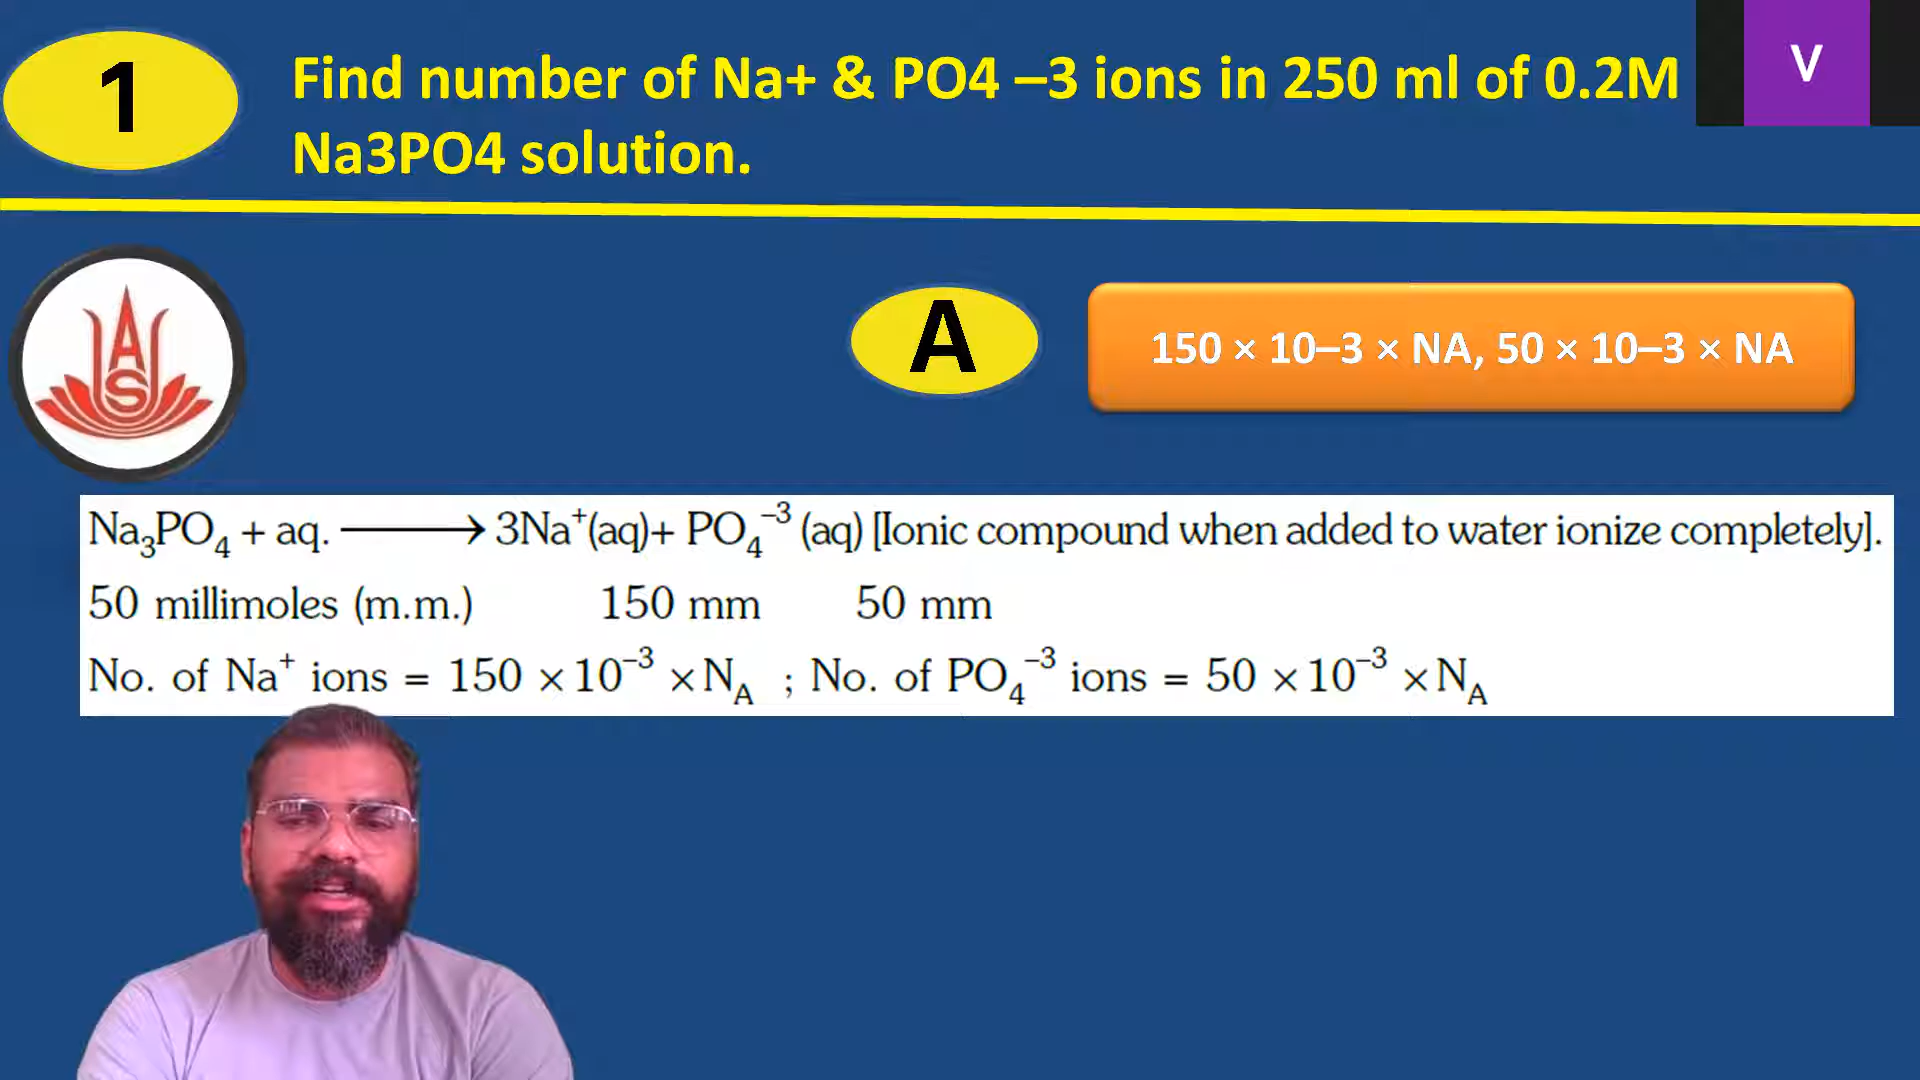 1
Find number of Na+ & PO4 –3 ions in 250 ml of 0.2M
Na3PO4 solution.
V
AS
A
150 × 10–3 × NA, 50 × 10–3 × NA
Na₃PO₄ + aq. ⟶ 3Na⁺(aq)+ PO₄⁻³ (aq) [Ionic compound when added to water ionize completely].
50 millimoles (m.m.) 150 mm 50 mm
No. of Na⁺ ions = 150 ×10⁻³ ×N_A ; No. of PO₄⁻³ ions = 50 ×10⁻³ ×N_A